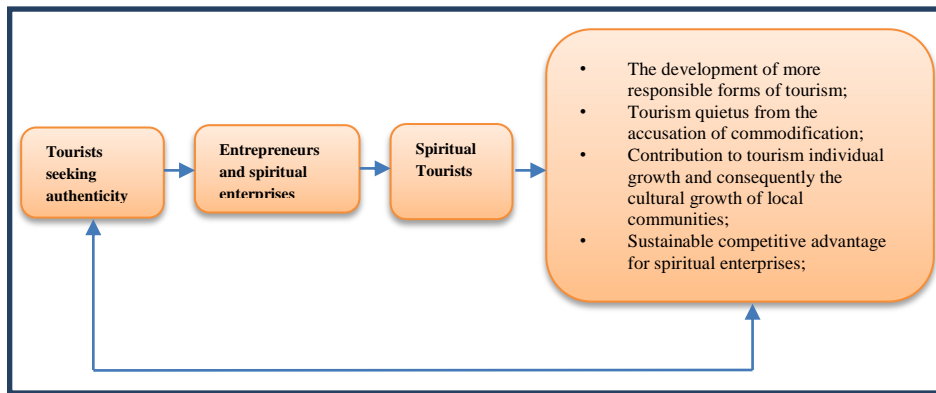 Tourists
seeking
authenticity
Entrepreneurs
and spiritual
enterprises
Spiritual
Tourists
• The development of more
responsible forms of tourism;
• Tourism quietus from the
accusation of commodification;
• Contribution to tourism individual
growth and consequently the
cultural growth of local
communities;
• Sustainable competitive advantage
for spiritual enterprises;